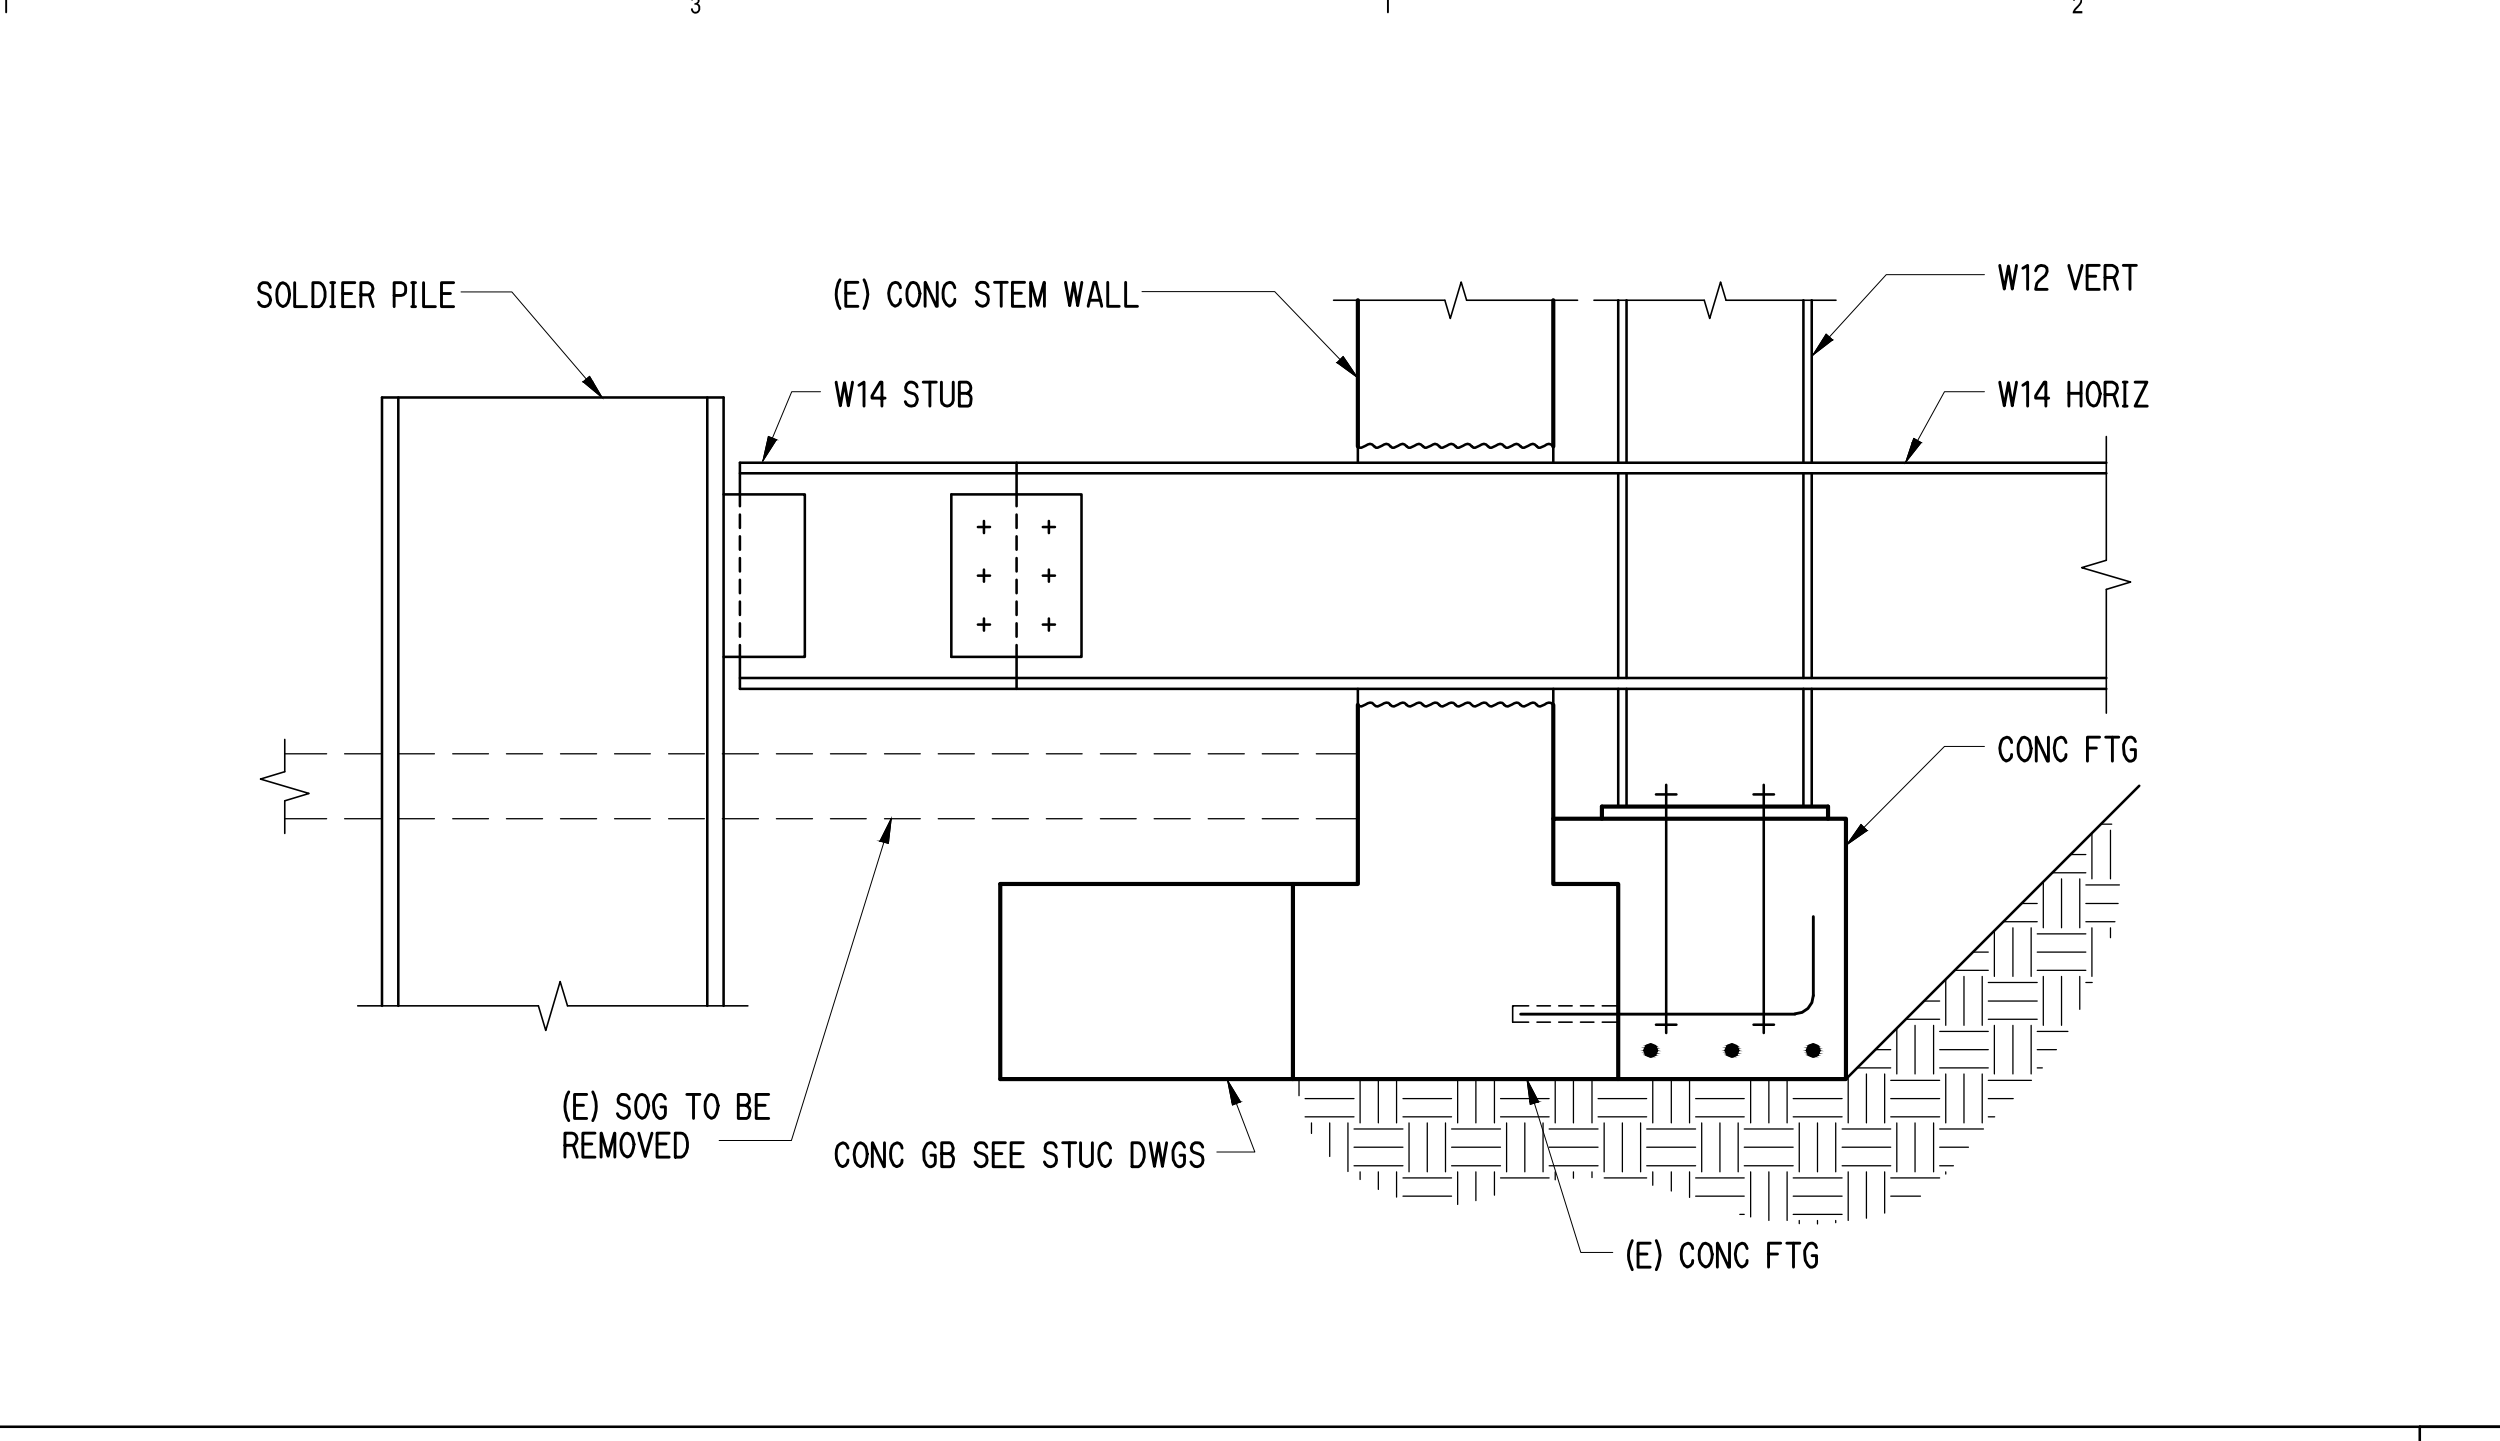 3
2
SOLDIER PILE
(E) CONC STEM WALL
W12 VERT
W14 STUB
W14 HORIZ
CONC FTG
(E) SOG TO BE
REMOVED
CONC GB SEE STUC DWGS
(E) CONC FTG